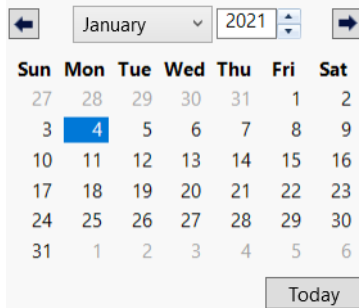 January 2021
Sun Mon Tue Wed Thu Fri Sat
27 28 29 30 31 1 2
3 4 5 6 7 8 9
10 11 12 13 14 15 16
17 18 19 20 21 22 23
24 25 26 27 28 29 30
31 1 2 3 4 5 6
Today